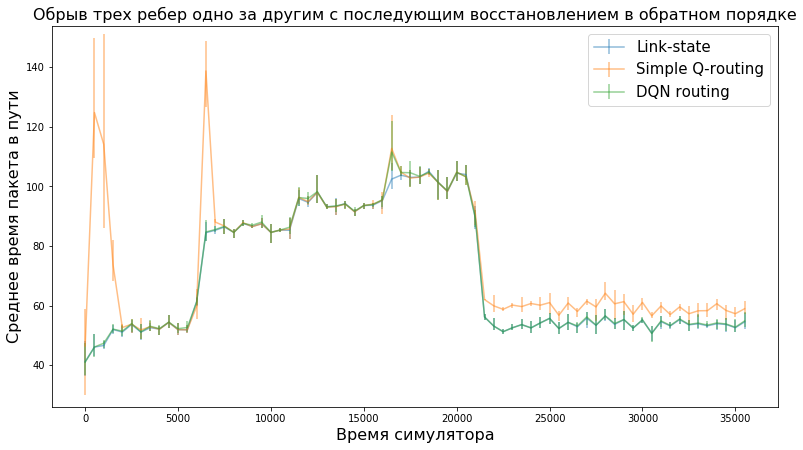 Обрыв трех ребер одно за другим с последующим восстановлением в обратном порядке
Link-state
Simple Q-routing
DQN routing
Среднее время пакета в пути
140
120
100
80
60
40
0 5000 10000 15000 20000 25000 30000 35000
Время симулятора